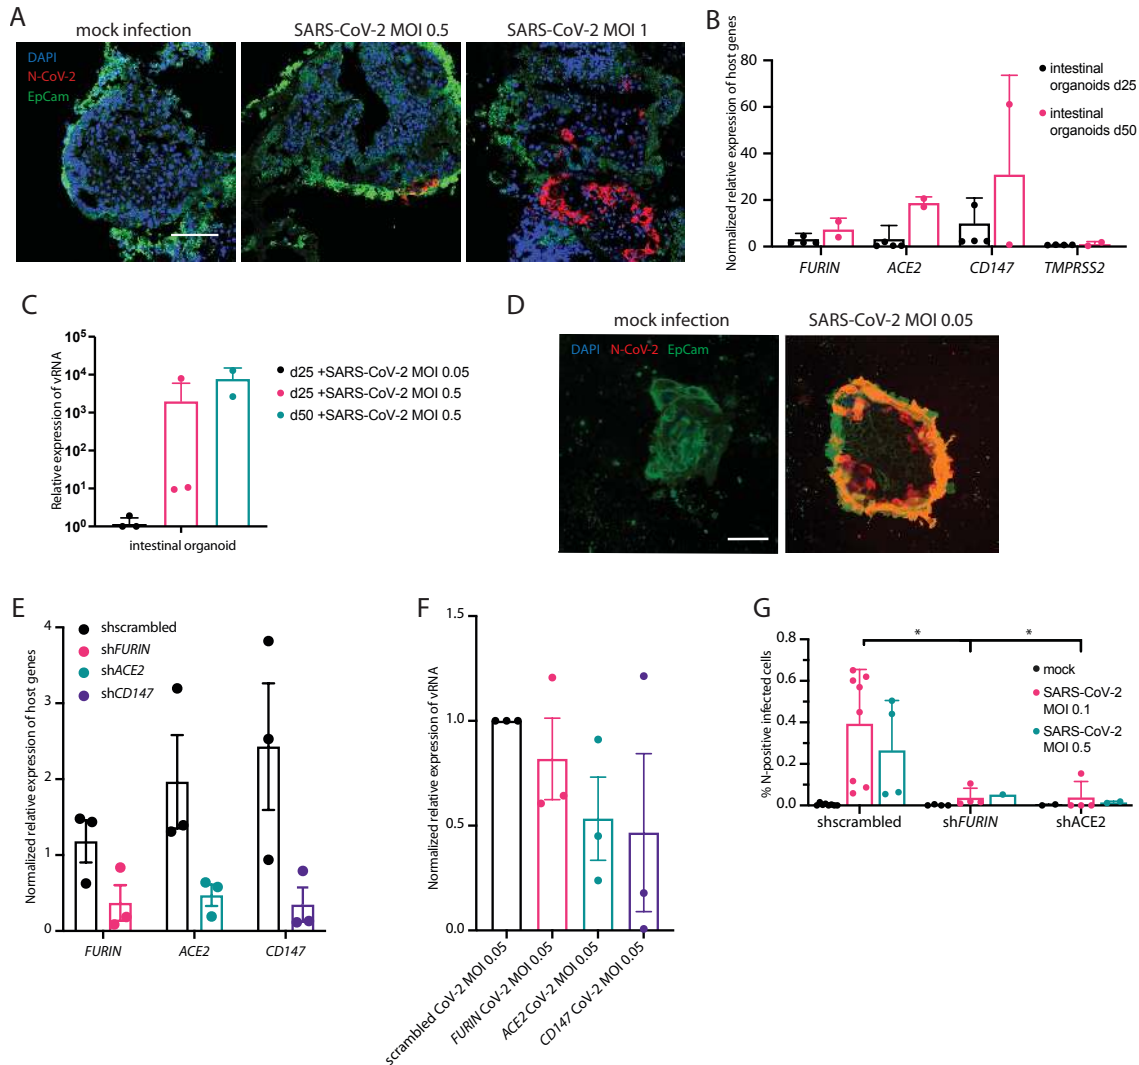 A
mock infection
SARS-CoV-2 MOI 0.5
SARS-CoV-2 MOI 1
DAPI
N-CoV-2
EpCam
B
Normalized relative expression of host genes
80
60
40
20
0
FURIN
ACE2
CD147
TMPRSS2
intestinal
organoids d25
intestinal
organoids d50
C
Relative expression of vRNA
10⁵
10⁴
10³
10²
10¹
10⁰
intestinal organoid
d25 +SARS-CoV-2 MOI 0.05
d25 +SARS-CoV-2 MOI 0.5
d50 +SARS-CoV-2 MOI 0.5
D
mock infection
SARS-CoV-2 MOI 0.05
DAPI N-CoV-2 EpCam
E
Normalized relative expression of host genes
4
3
2
1
0
shscrambled
shFURIN
shACE2
shCD147
FURIN
ACE2
CD147
F
Normalized relative expression of vRNA
1.5
1.0
0.5
0.0
scrambled CoV-2 MOI 0.05
FURIN CoV-2 MOI 0.05
ACE2 CoV-2 MOI 0.05
CD147 CoV-2 MOI 0.05
G
% N-positive infected cells
0.8
0.6
0.4
0.2
0.0
*
*
mock
SARS-CoV-2
MOI 0.1
SARS-CoV-2
MOI 0.5
shscrambled
shFURIN
shACE2